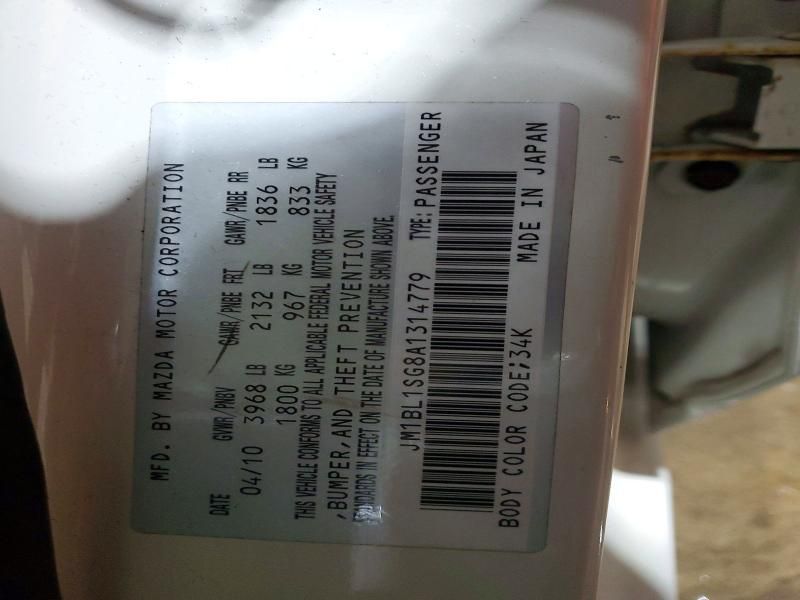 MFD. BY MAZDA MOTOR CORPORATION
DATE GVWR/PNBV GAWR/PNBE FRT GAWR/PNBE RR
04/10 3968 LB 2132 LB 1836 LB
1800 KG 967 KG 833 KG
THIS VEHICLE CONFORMS TO ALL APPLICABLE FEDERAL MOTOR VEHICLE SAFETY
,BUMPER,AND THEFT PREVENTION
STANDARDS IN EFFECT ON THE DATE OF MANUFACTURE SHOWN ABOVE.
JM1BL1SG8A1314779 TYPE:PASSENGER
BODY COLOR CODE;34K MADE IN JAPAN